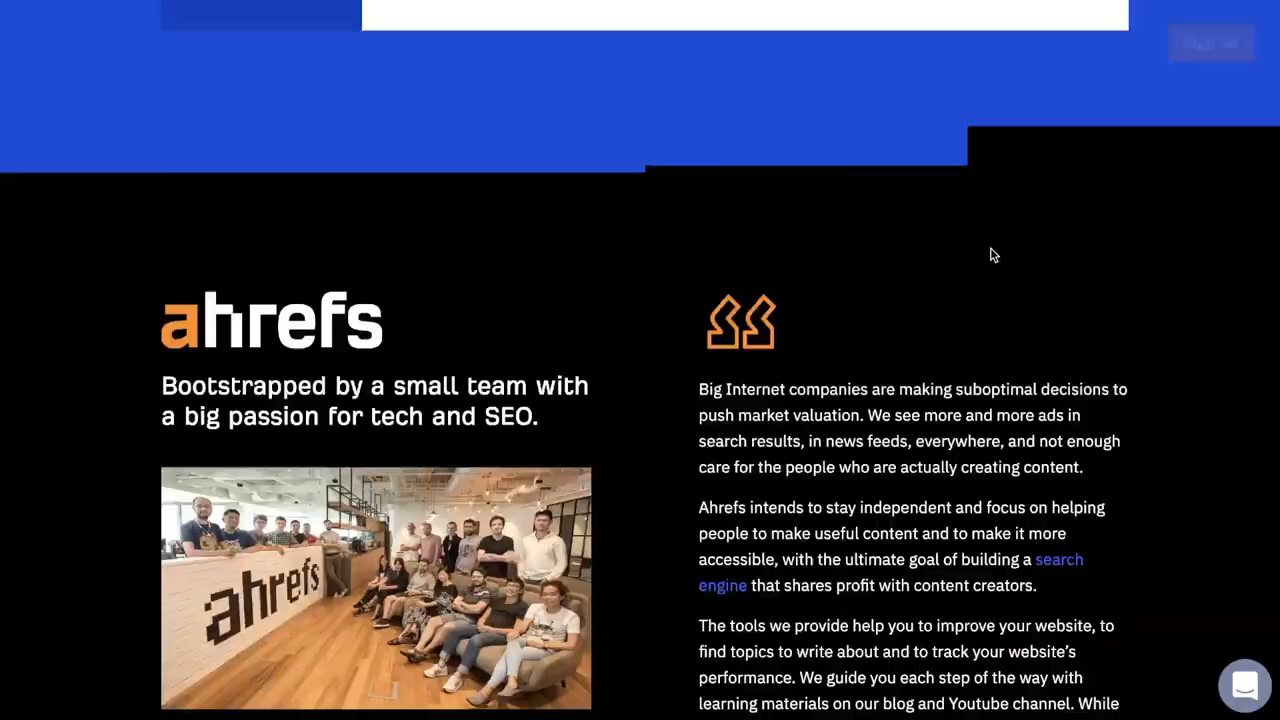 ahrefs
Bootstrapped by a small team with
a big passion for tech and SEO.
ahrefs
Big Internet companies are making suboptimal decisions to
push market valuation. We see more and more ads in
search results, in news feeds, everywhere, and not enough
care for the people who are actually creating content.
Ahrefs intends to stay independent and focus on helping
people to make useful content and to make it more
accessible, with the ultimate goal of building a search
engine that shares profit with content creators.
The tools we provide help you to improve your website, to
find topics to write about and to track your website’s
performance. We guide you each step of the way with
learning materials on our blog and Youtube channel. While